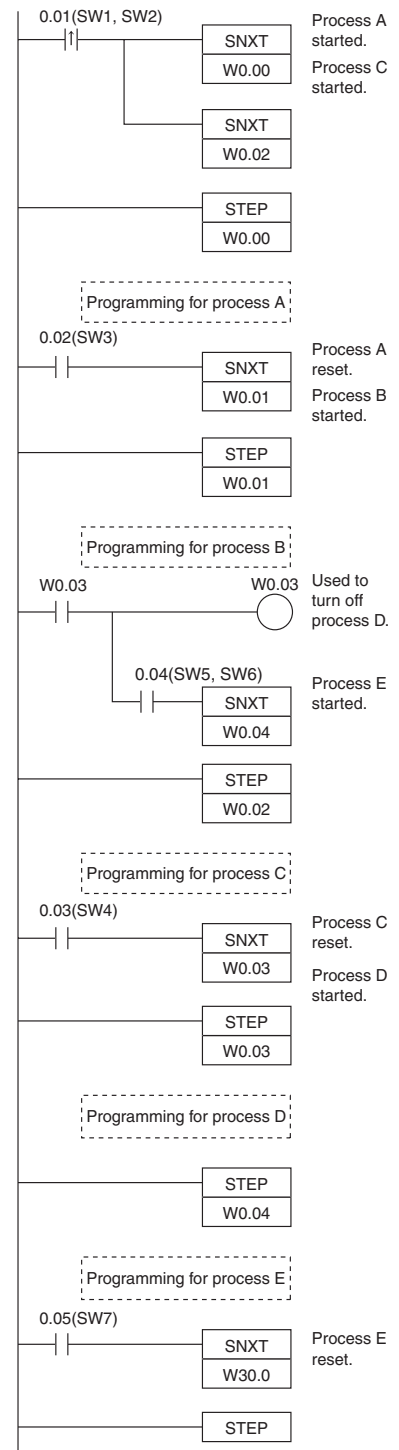 0.01(SW1, SW2)
Process A
started.
SNXT
W0.00
Process C
started.
SNXT
W0.02
STEP
W0.00
Programming for process A
0.02(SW3)
SNXT
W0.01
Process A
reset.
Process B
started.
STEP
W0.01
Programming for process B
W0.03
W0.03
Used to
turn off
process D.
0.04(SW5, SW6)
SNXT
W0.04
Process E
started.
STEP
W0.02
Programming for process C
0.03(SW4)
SNXT
W0.03
Process C
reset.
Process D
started.
STEP
W0.03
Programming for process D
STEP
W0.04
Programming for process E
0.05(SW7)
SNXT
W30.0
Process E
reset.
STEP